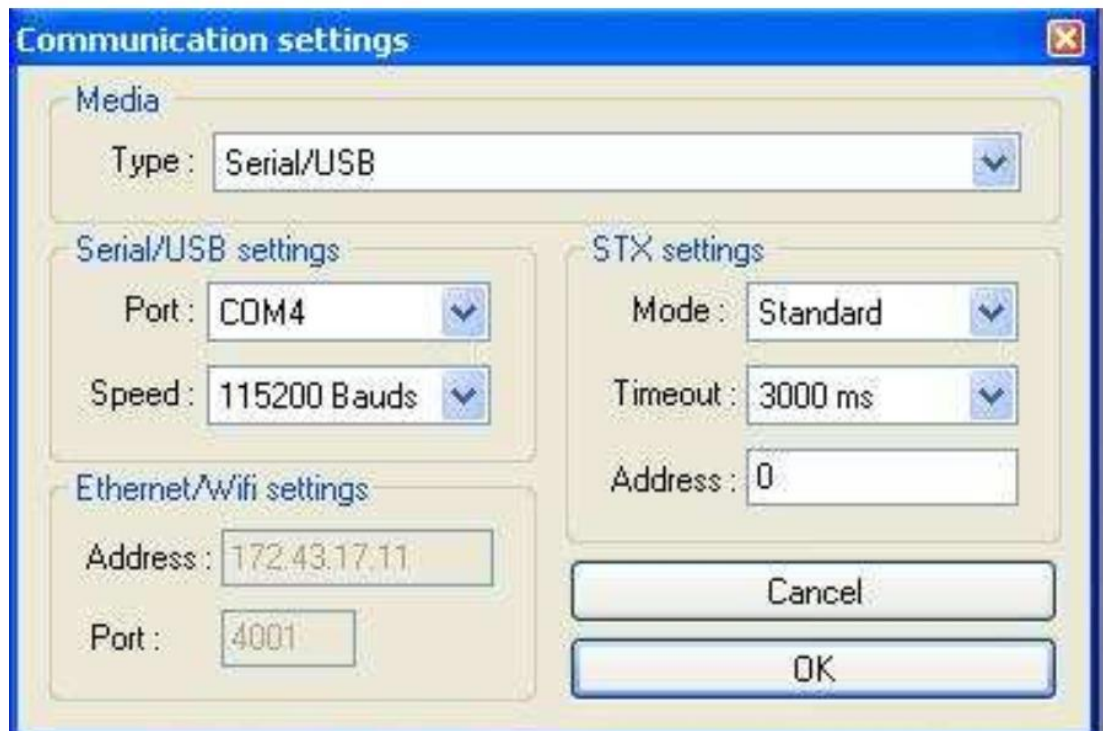 Communication settings
Media
Type : Serial/USB
Serial/USB settings
Port : COM4
Speed : 115200 Bauds
Ethernet/Wifi settings
Address : 172.43.17.11
Port : 4001
STX settings
Mode : Standard
Timeout : 3000 ms
Address : 0
Cancel
OK